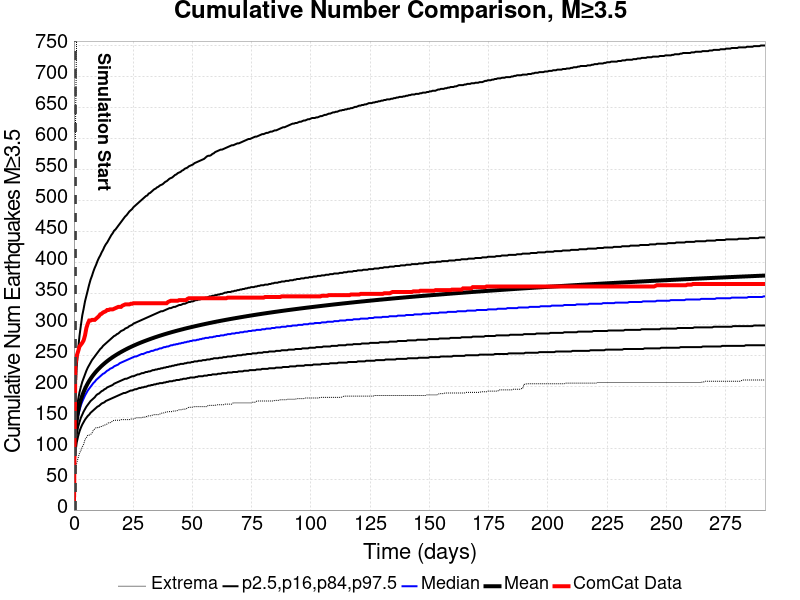 Cumulative Number Comparison, M≥3.5
Cumulative Num Earthquakes M≥3.5
750
700
650
600
550
500
450
400
350
300
250
200
150
100
50
0
Simulation Start
0 25 50 75 100 125 150 175 200 225 250 275
Time (days)
Extrema p2.5,p16,p84,p97.5 Median Mean ComCat Data